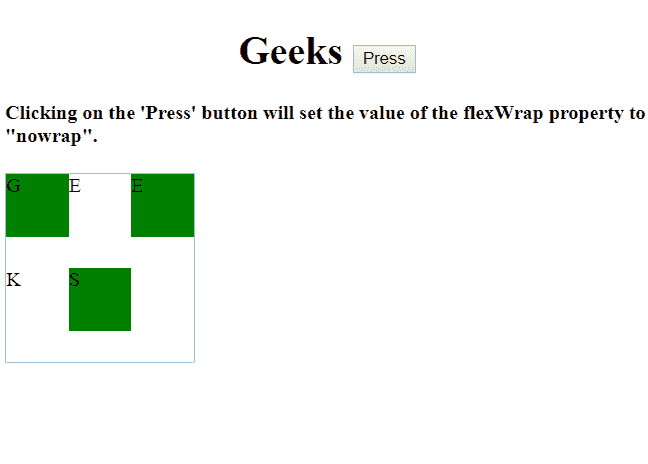 Geeks Press
Clicking on the 'Press' button will set the value of the flexWrap property to
"nowrap".
G E E
K S